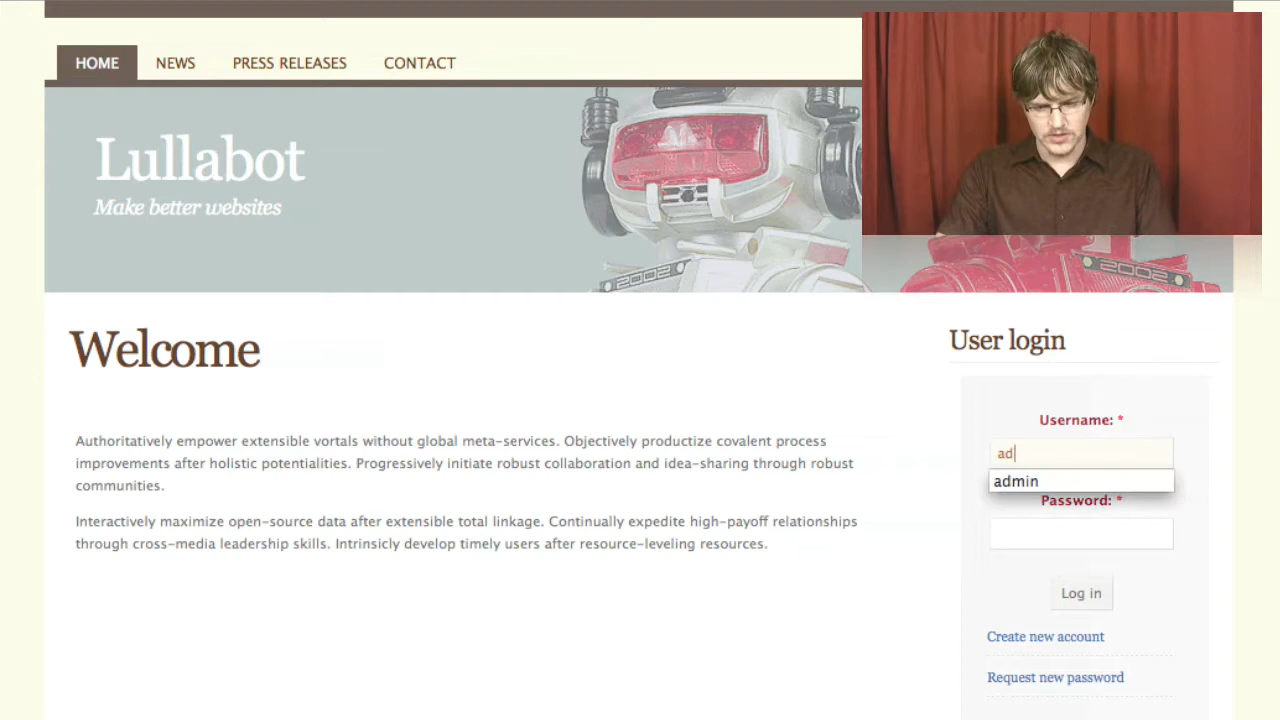 HOME NEWS PRESS RELEASES CONTACT
Lullabot
Make better websites
2002 2002
Welcome
Authoritatively empower extensible vortals without global meta-services. Objectively productize covalent process
improvements after holistic potentialities. Progressively initiate robust collaboration and idea-sharing through robust
communities.
Interactively maximize open-source data after extensible total linkage. Continually expedite high-payoff relationships
through cross-media leadership skills. Intrinsicly develop timely users after resource-leveling resources.
User login
Username: *
ad
admin
Password: *
Log in
Create new account
Request new password